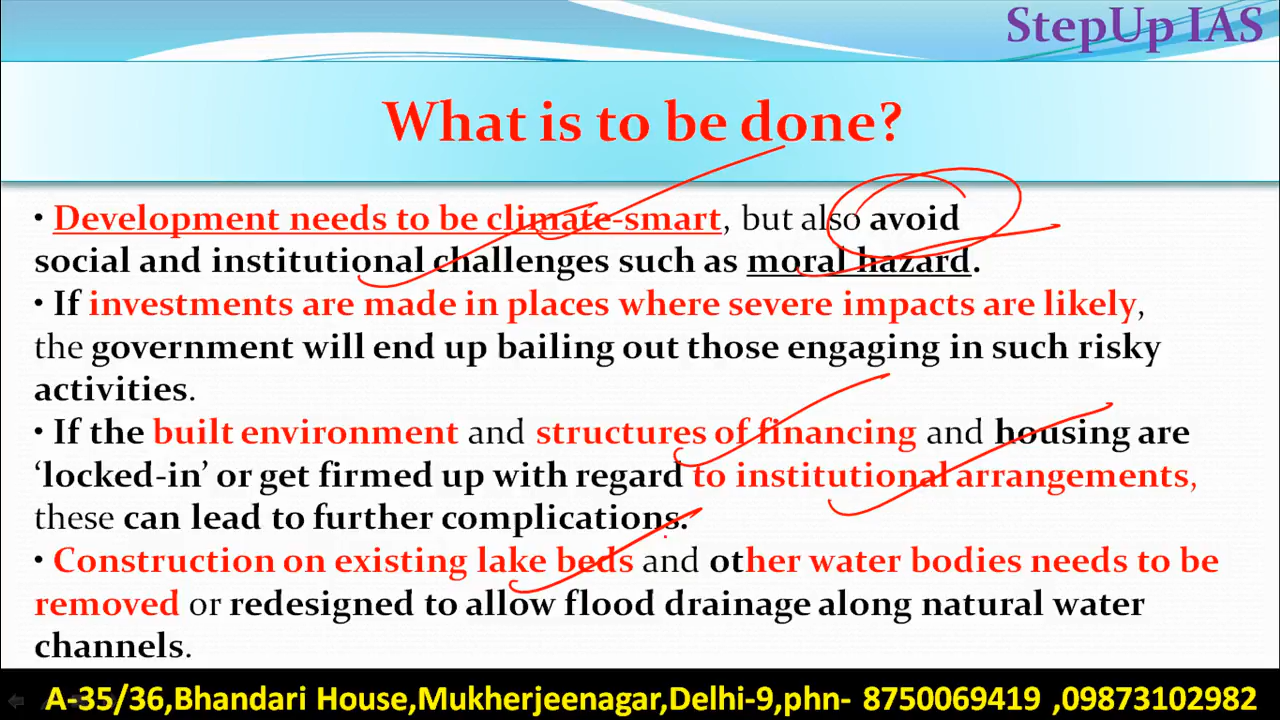 StepUp IAS
What is to be done?
• Development needs to be climate-smart, but also avoid
social and institutional challenges such as moral hazard.
• If investments are made in places where severe impacts are likely,
the government will end up bailing out those engaging in such risky
activities.
• If the built environment and structures of financing and housing are
‘locked-in’ or get firmed up with regard to institutional arrangements,
these can lead to further complications.
• Construction on existing lake beds and other water bodies needs to be
removed or redesigned to allow flood drainage along natural water
channels.
A-35/36,Bhandari House,Mukherjeenagar,Delhi-9,phn- 8750069419 ,09873102982